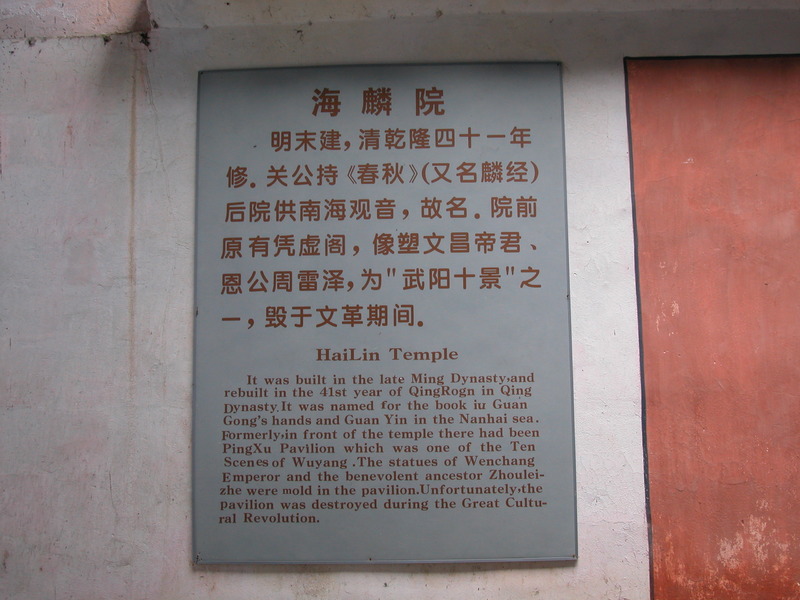 海麟院
明末建，清乾隆四十一年
修。关公持《春秋》(又名麟经)
后院供南海观音，故名。院前
原有凭虚阁，像塑文昌帝君、
恩公周雷泽，为"武阳十景"之
一，毁于文革期间。
HaiLin Temple
It was built in the late Ming Dynasty,and
rebuilt in the 41st year of QingRogn in Qing
Dynasty.It was named for the book in Guan
Gong's hands and Guan Yin in the Nanhai sea.
Formerly,in front of the temple there had been
PingXu Pavilion which was one of the Ten
Scenes of Wuyang .The statues of Wenchang
Emperor and the benevolent ancestor Zhoulei-
zhe were mold in the pavilion.Unfortunately,the
pavilion was destroyed during the Great Cultu-
ral Revolution.